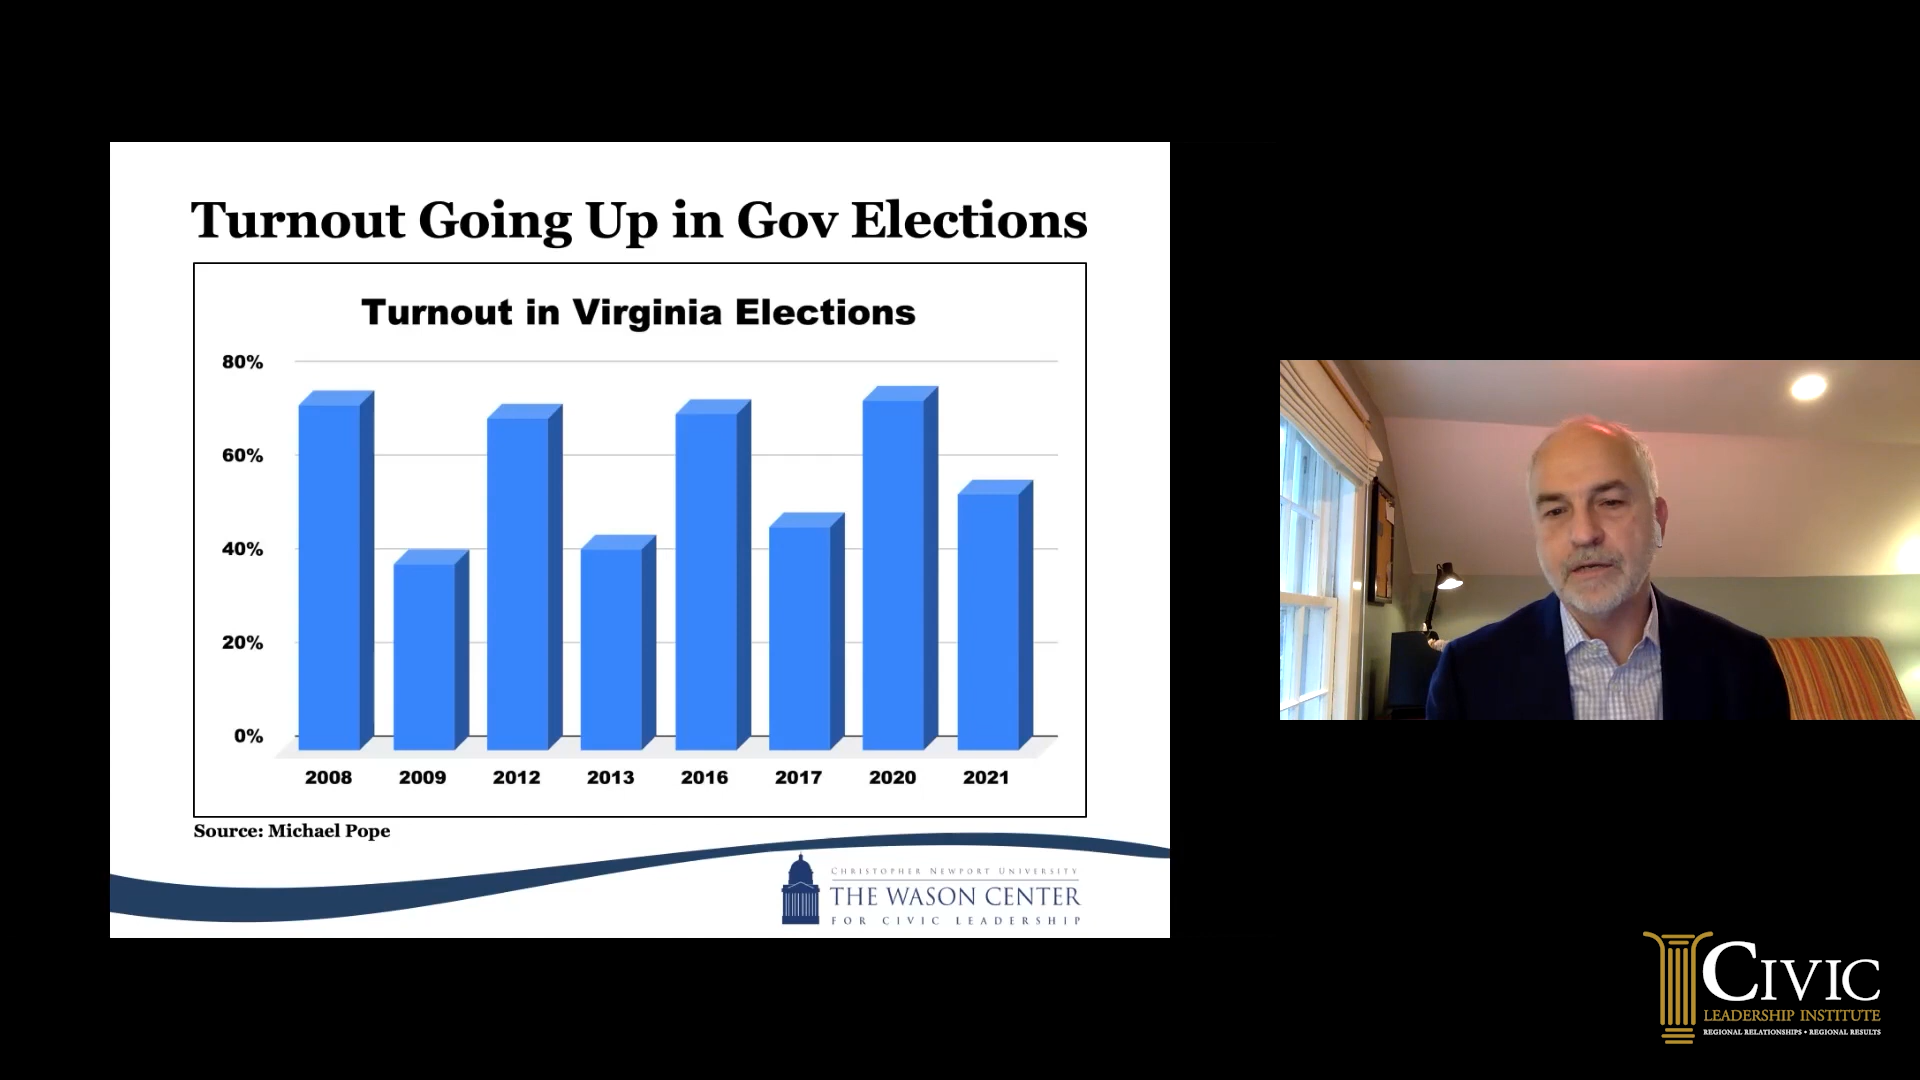 Turnout Going Up in Gov Elections
Turnout in Virginia Elections
80%
60%
40%
20%
0%
2008 2009 2012 2013 2016 2017 2020 2021
Source: Michael Pope
CHRISTOPHER NEWPORT UNIVERSITY
THE WASON CENTER
FOR CIVIC LEADERSHIP
CIVIC
LEADERSHIP INSTITUTE
REGIONAL RELATIONSHIPS • REGIONAL RESULTS